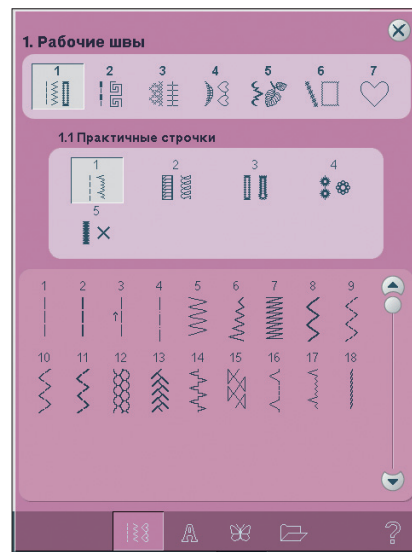 1. Рабочие швы
1 2 3 4 5 6 7
1.1 Практичные строчки
1 2 3 4
5
1 2 3 4 5 6 7 8 9
10 11 12 13 14 15 16 17 18
A ?